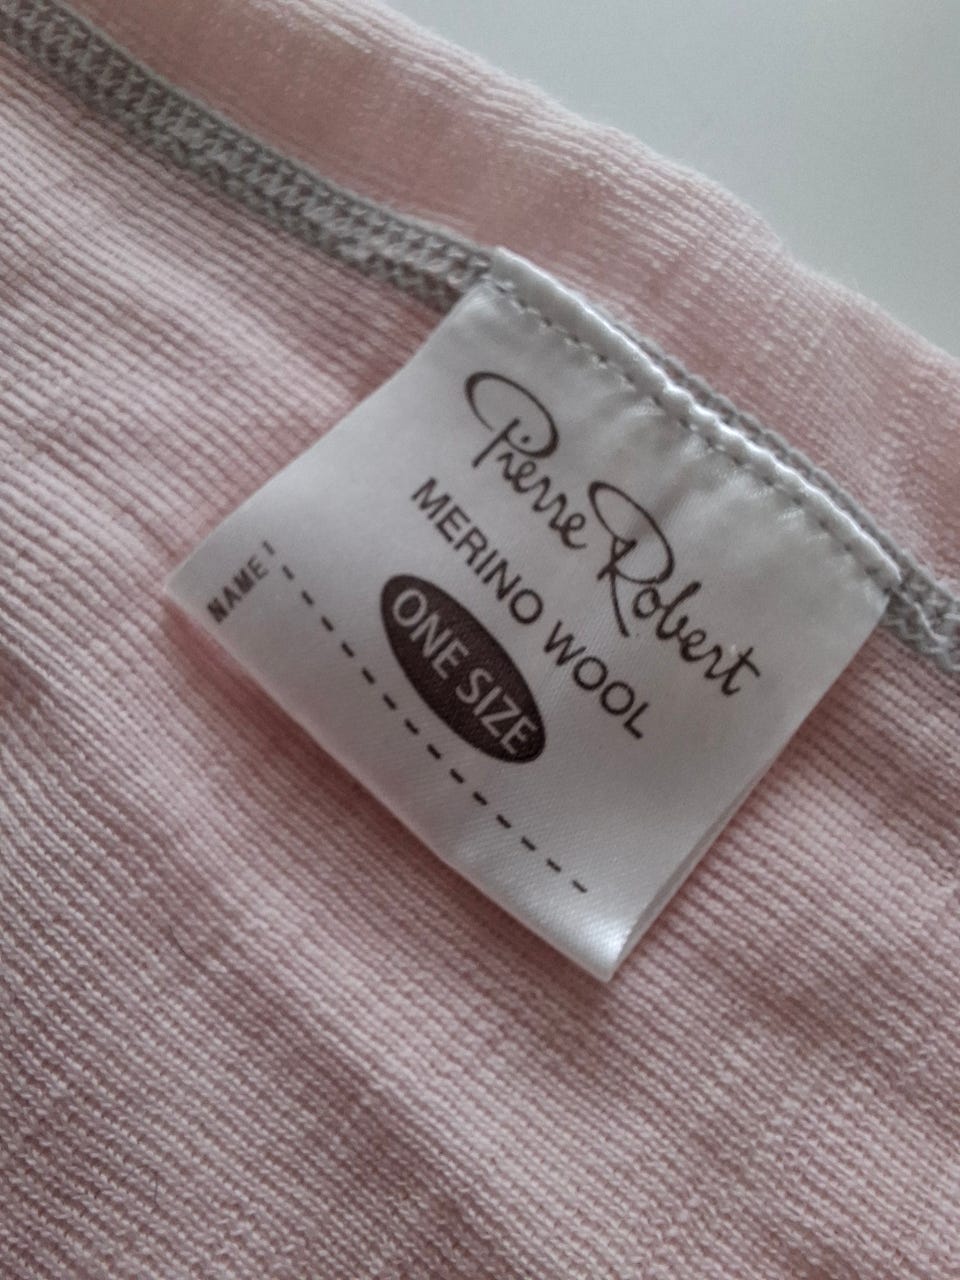 Pierre Robert
MERINO WOOL
ONE SIZE
NAME: